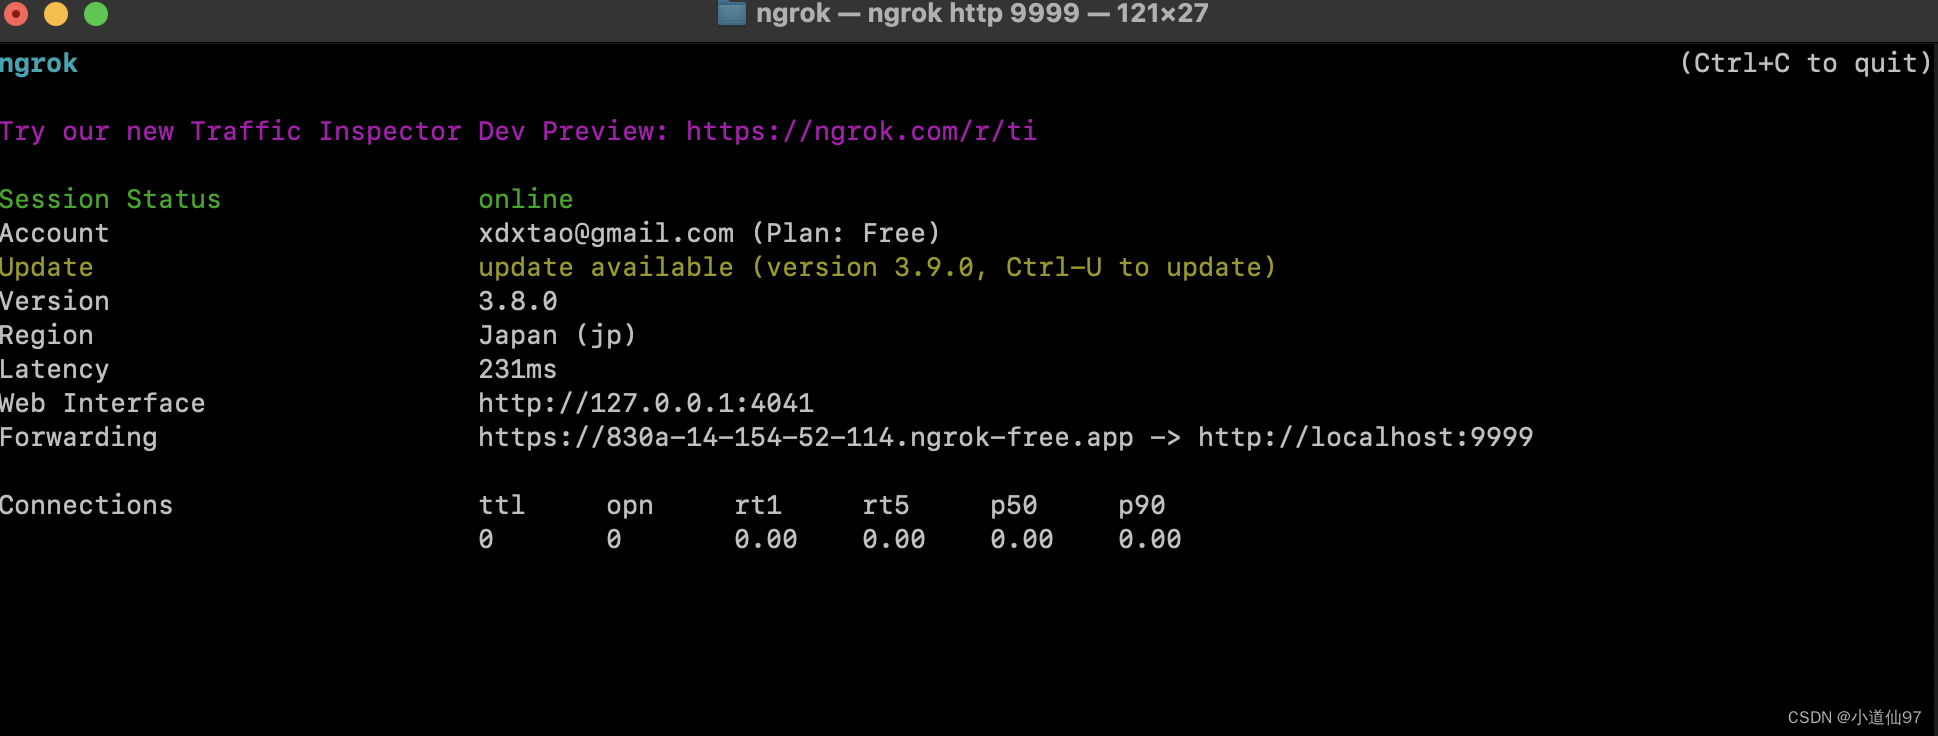 ngrok — ngrok http 9999 — 121×27
ngrok (Ctrl+C to quit)
Try our new Traffic Inspector Dev Preview: https://ngrok.com/r/ti
Session Status online
Account xdxtao@gmail.com (Plan: Free)
Update update available (version 3.9.0, Ctrl-U to update)
Version 3.8.0
Region Japan (jp)
Latency 231ms
Web Interface http://127.0.0.1:4041
Forwarding https://830a-14-154-52-114.ngrok-free.app -> http://localhost:9999
Connections ttl opn rt1 rt5 p50 p90
0 0 0.00 0.00 0.00 0.00
CSDN @小道仙97